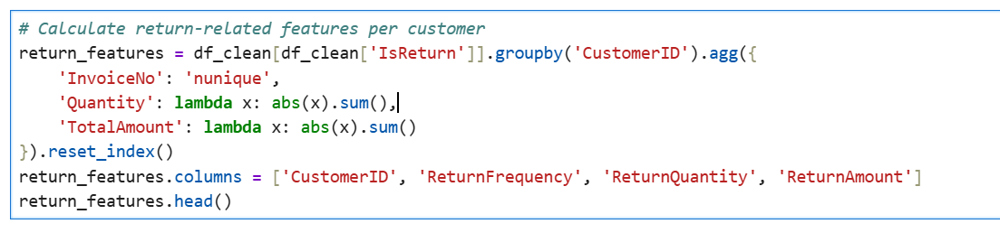 # Calculate return-related features per customer
return_features = df_clean[df_clean['IsReturn']].groupby('CustomerID').agg({
    'InvoiceNo': 'nunique',
    'Quantity': lambda x: abs(x).sum(),
    'TotalAmount': lambda x: abs(x).sum()
}).reset_index()
return_features.columns = ['CustomerID', 'ReturnFrequency', 'ReturnQuantity', 'ReturnAmount']
return_features.head()